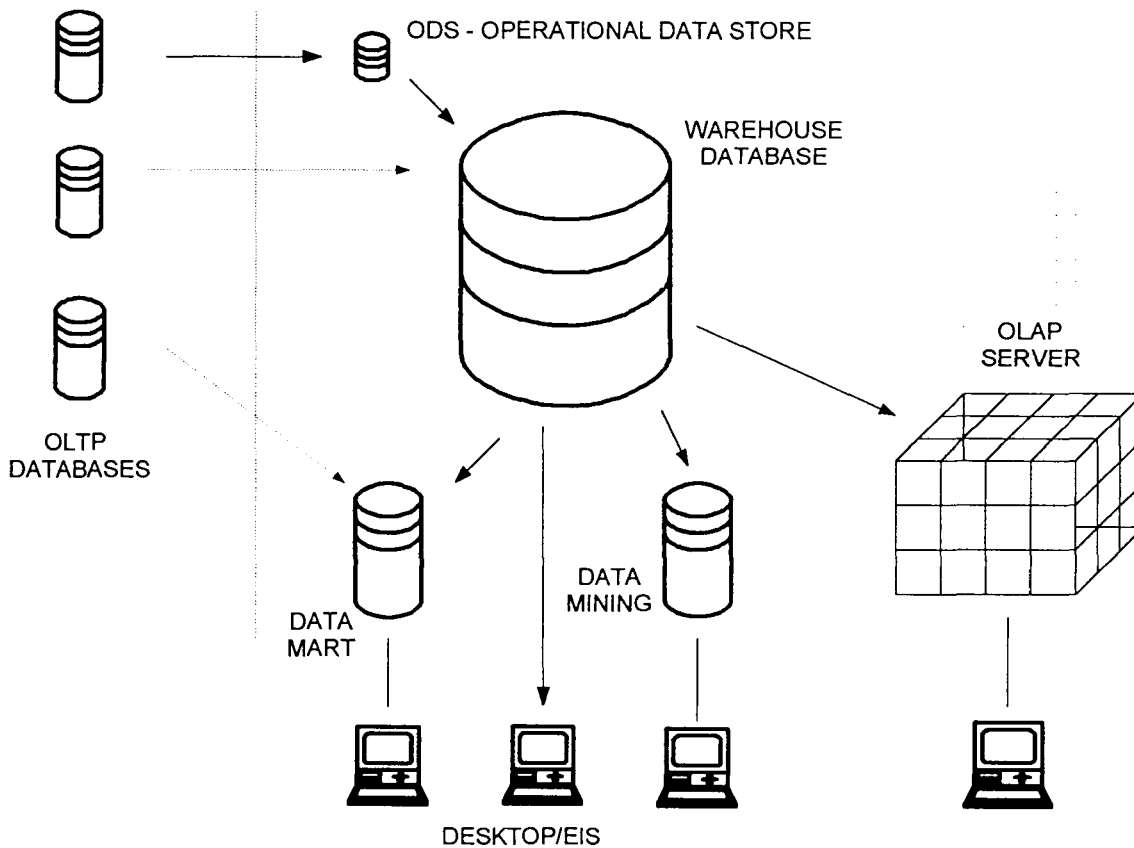 ODS - OPERATIONAL DATA STORE
WAREHOUSE
DATABASE
OLAP
SERVER
OLTP
DATABASES
DATA
MINING
DATA
MART
DESKTOP/EIS